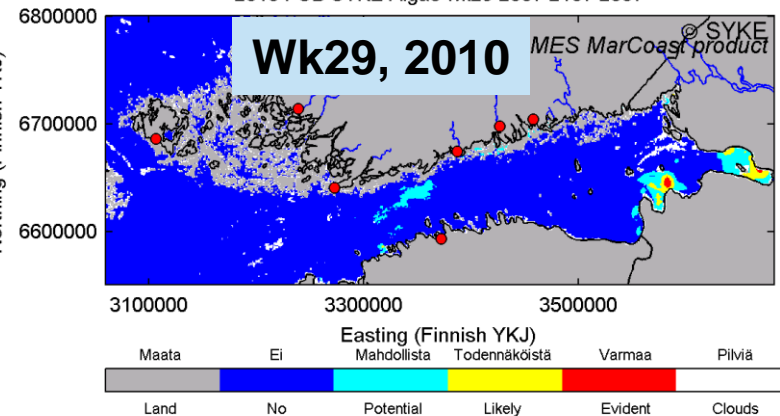 Wk29, 2010
SYKE
MES MarCoast product
6800000
6700000
6600000
3100000 3300000 3500000
Easting (Finnish YKJ)
Maata Ei Mahdollista Todennäköistä Varmaa Pilviä
Land No Potential Likely Evident Clouds